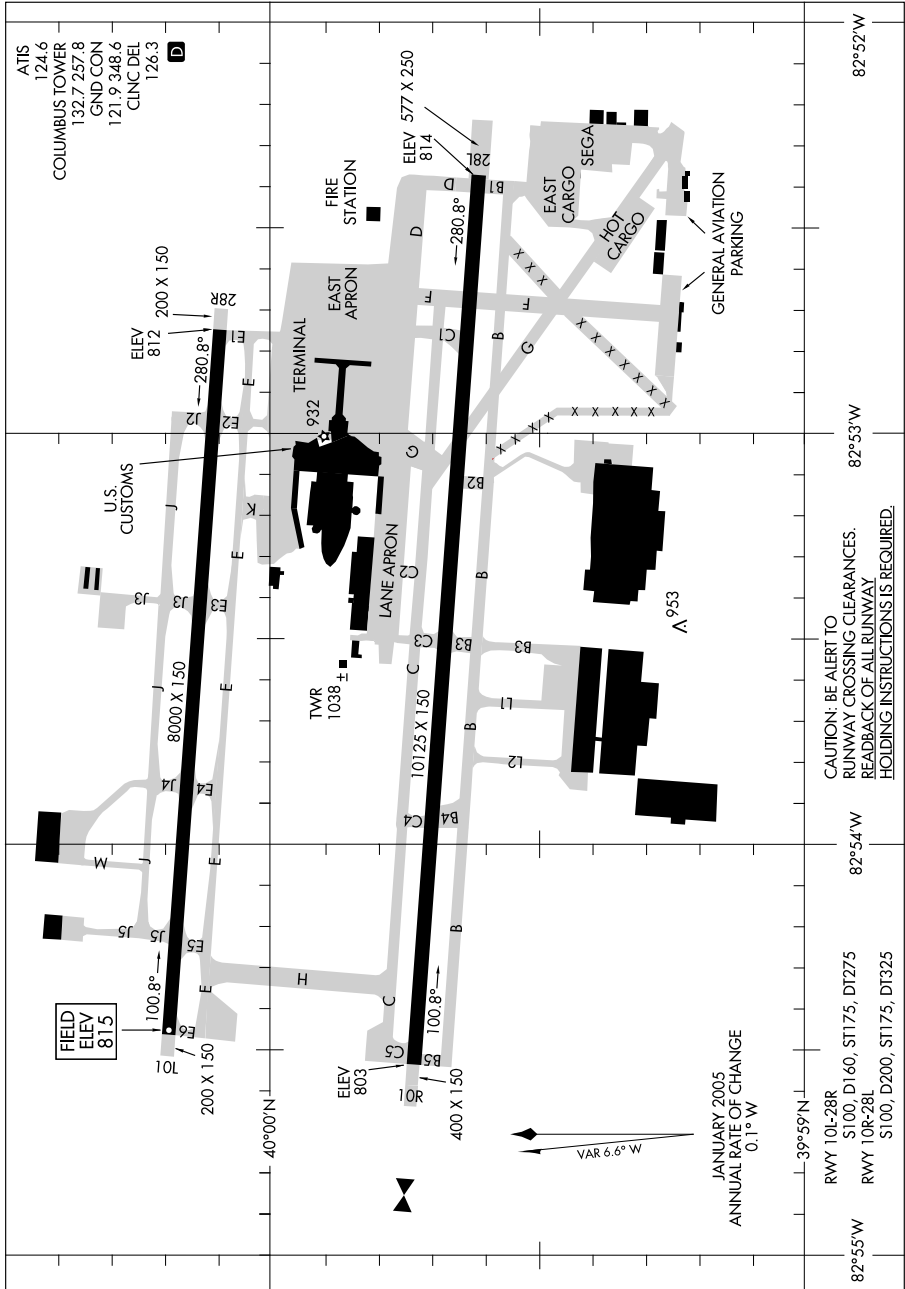 ATIS
124.6
COLUMBUS TOWER
132.7 257.8
GND CON
121.9 348.6
CLNC DEL
126.3
D
82°52'W
82°53'W
82°54'W
82°55'W
40°00'N
39°59'N
FIELD
ELEV
815
10L
200 X 150
100.8°
E6
E
E5
J5
J5
J
M
E
E4
J4
8000 X 150
J
E
J3
J3
E3
E
J
K
U.S.
CUSTOMS
J2
E2
E
E1
280.8°
ELEV
812
28R
200 X 150
H
TERMINAL
932
EAST
APRON
FIRE
STATION
LANE APRON
TWR
1038 ±
ELEV
803
10R
400 X 150
100.8°
C5
B5
C
B
C4
B4
10125 X 150
C
B
C3
B3
B3
L1
L2
C2
B
B2
G
C1
B
G
F
F
D
D
B1
280.8°
ELEV
814
28L
577 X 250
EAST
CARGO
SEGA
HOT
CARGO
GENERAL AVIATION
PARKING
X X X
X X X X X X X
X X X X
X X X X
953
CAUTION: BE ALERT TO
RUNWAY CROSSING CLEARANCES.
READBACK OF ALL RUNWAY
HOLDING INSTRUCTIONS IS REQUIRED.
VAR 6.6° W
JANUARY 2005
ANNUAL RATE OF CHANGE
0.1° W
RWY 10L-28R
S100, D160, ST175, DT275
RWY 10R-28L
S100, D200, ST175, DT325